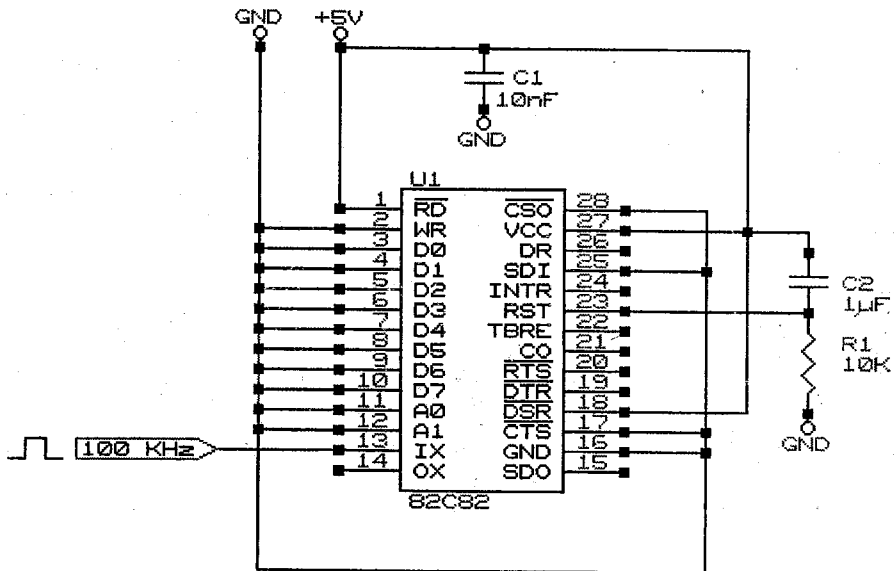 GND +5V
C1
10nF
GND
U1
1 RD CSO 28
2 WR VCC 27
3 D0 DR 26
4 D1 SDI 25
5 D2 INTR 24
6 D3 RST 23
7 D4 TBRE 22
8 D5 CO 21
9 D6 RTS 20
10 D7 DTR 19
11 A0 DSR 18
12 A1 CTS 17
13 IX GND 16
14 OX SDO 15
82C82
100 KHz
C2
1µF
R1
10K
GND